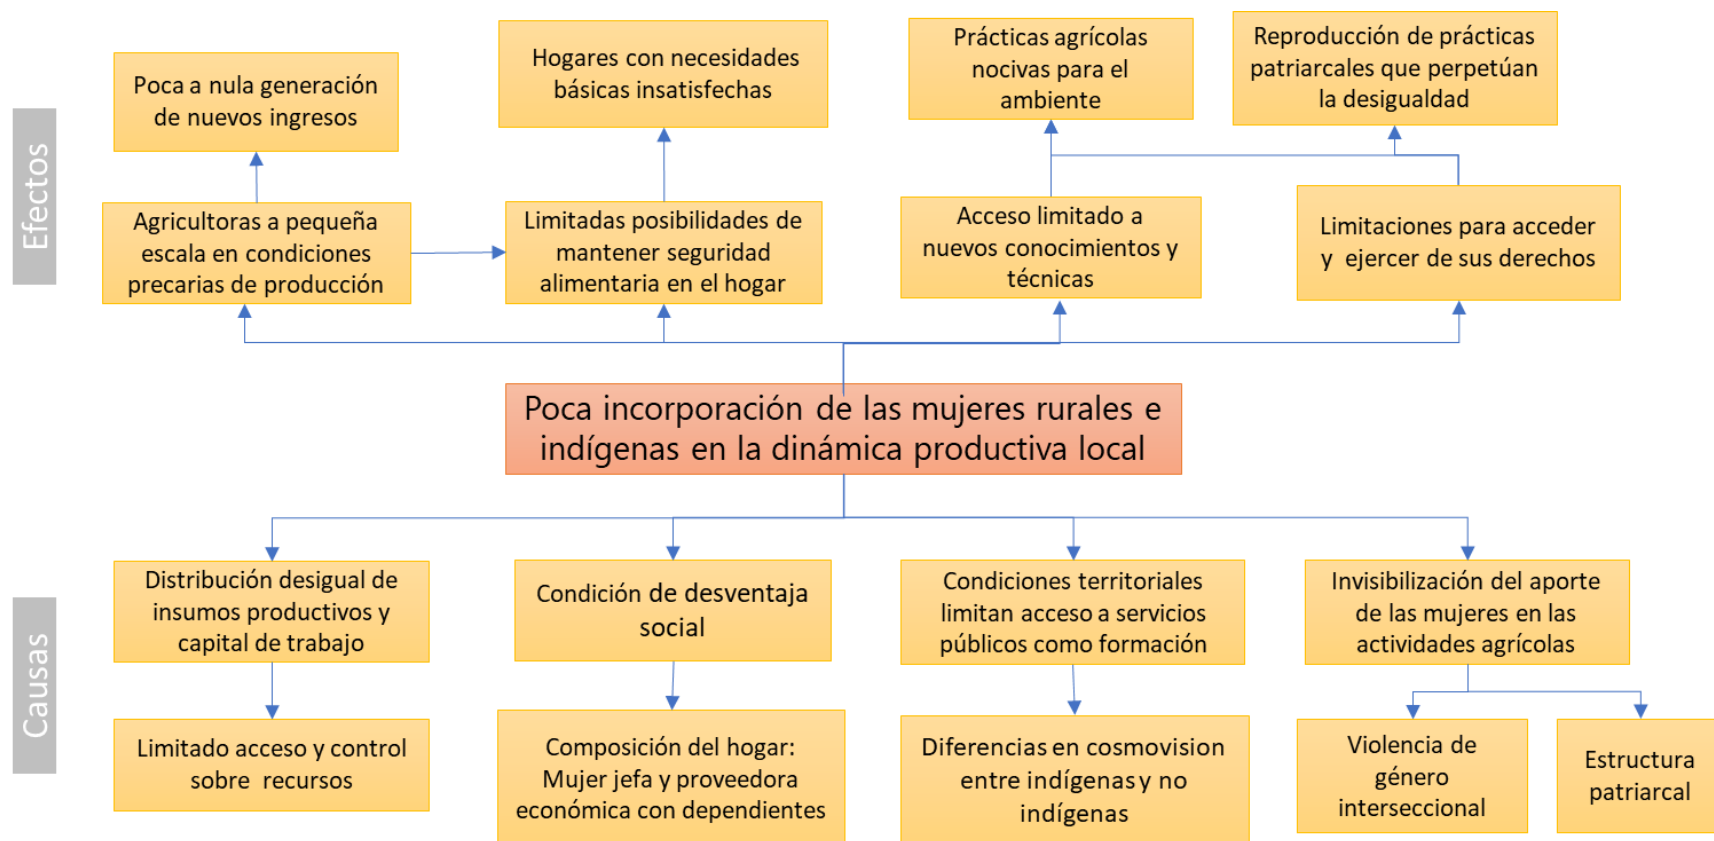 Efectos
Poca a nula generación
de nuevos ingresos
Hogares con necesidades
básicas insatisfechas
Prácticas agrícolas
nocivas para el
ambiente
Reproducción de prácticas
patriarcales que perpetúan
la desigualdad
Agricultoras a pequeña
escala en condiciones
precarias de producción
Limitadas posibilidades de
mantener seguridad
alimentaria en el hogar
Acceso limitado a
nuevos conocimientos y
técnicas
Limitaciones para acceder
y ejercer de sus derechos
Poca incorporación de las mujeres rurales e
indígenas en la dinámica productiva local
Causas
Distribución desigual de
insumos productivos y
capital de trabajo
Condición de desventaja
social
Condiciones territoriales
limitan acceso a servicios
públicos como formación
Invisibilización del aporte
de las mujeres en las
actividades agrícolas
Limitado acceso y control
sobre recursos
Composición del hogar:
Mujer jefa y proveedora
económica con dependientes
Diferencias en cosmovision
entre indígenas y no
indígenas
Violencia de
género
interseccional
Estructura
patriarcal